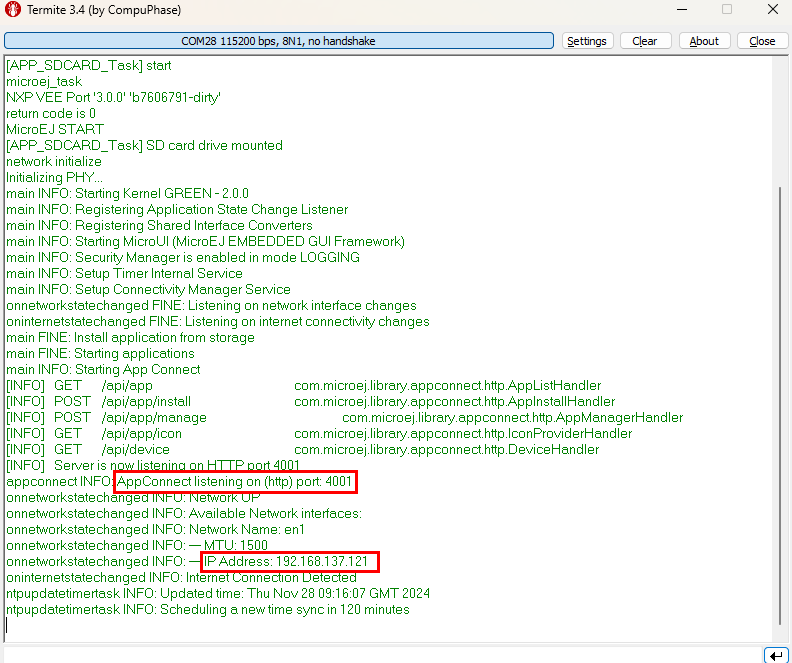 Termite 3.4 (by CompuPhase)
COM28 115200 bps, 8N1, no handshake
Settings
Clear
About
Close
[APP_SDCARD_Task] start
microej_task
NXP VEE Port '3.0.0' 'b7606791-dirty'
return code is 0
MicroEJ START
[APP_SDCARD_Task] SD card drive mounted
network initialize
Initializing PHY...
main INFO: Starting Kernel GREEN - 2.0.0
main INFO: Registering Application State Change Listener
main INFO: Registering Shared Interface Converters
main INFO: Starting MicroUI (MicroEJ EMBEDDED GUI Framework)
main INFO: Security Manager is enabled in mode LOGGING
main INFO: Setup Timer Internal Service
main INFO: Setup Connectivity Manager Service
onnetworkstatechanged FINE: Listening on network interface changes
oninternetstatechanged FINE: Listening on internet connectivity changes
main FINE: Install application from storage
main FINE: Starting applications
main INFO: Starting App Connect
[INFO] GET /api/app com.microej.library.appconnect.http.AppListHandler
[INFO] POST /api/app/install com.microej.library.appconnect.http.AppInstallHandler
[INFO] POST /api/app/manage com.microej.library.appconnect.http.AppManagerHandler
[INFO] GET /api/app/icon com.microej.library.appconnect.http.IconProviderHandler
[INFO] GET /api/device com.microej.library.appconnect.http.DeviceHandler
[INFO] Server is now listening on HTTP port 4001
appconnect INFO: AppConnect listening on (http) port: 4001
onnetworkstatechanged INFO: Network UP
onnetworkstatechanged INFO: Available Network interfaces:
onnetworkstatechanged INFO: Network Name: en1
onnetworkstatechanged INFO: --- MTU: 1500
onnetworkstatechanged INFO: --- IP Address: 192.168.137.121
oninternetstatechanged INFO: Internet Connection Detected
ntpupdatetimertask INFO: Updated time: Thu Nov 28 09:16:07 GMT 2024
ntpupdatetimertask INFO: Scheduling a new time sync in 120 minutes